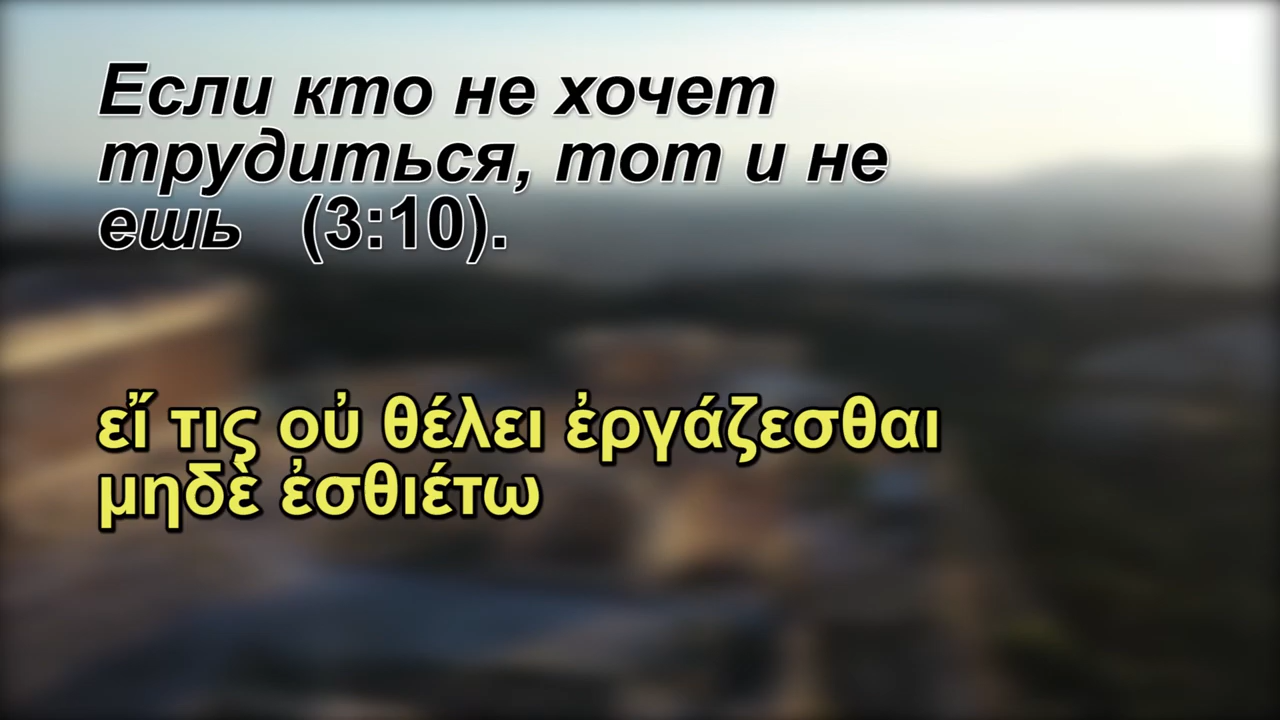 Если кто не хочет
трудиться, тот и не
ешь (3:10).
εἴ τις οὐ θέλει ἐργάζεσθαι
μηδὲ ἐσθιέτω